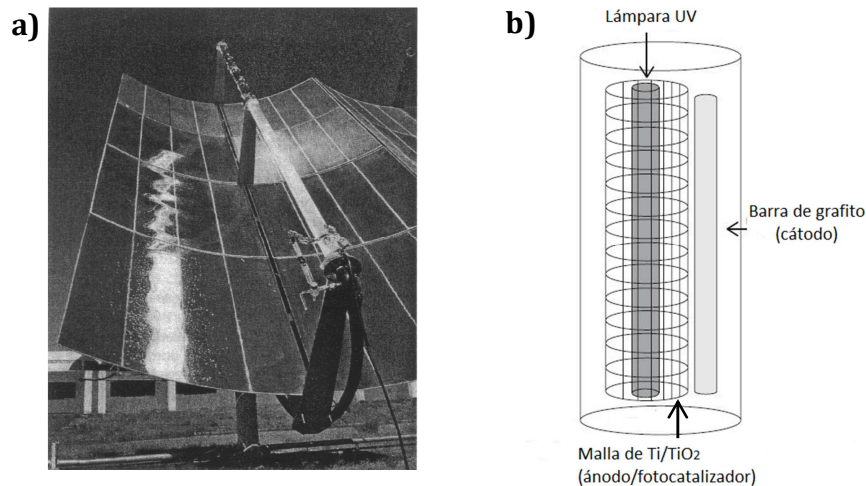 a)
b)
Lámpara UV
Barra de grafito
(cátodo)
Malla de Ti/TiO₂
(ánodo/fotocatalizador)